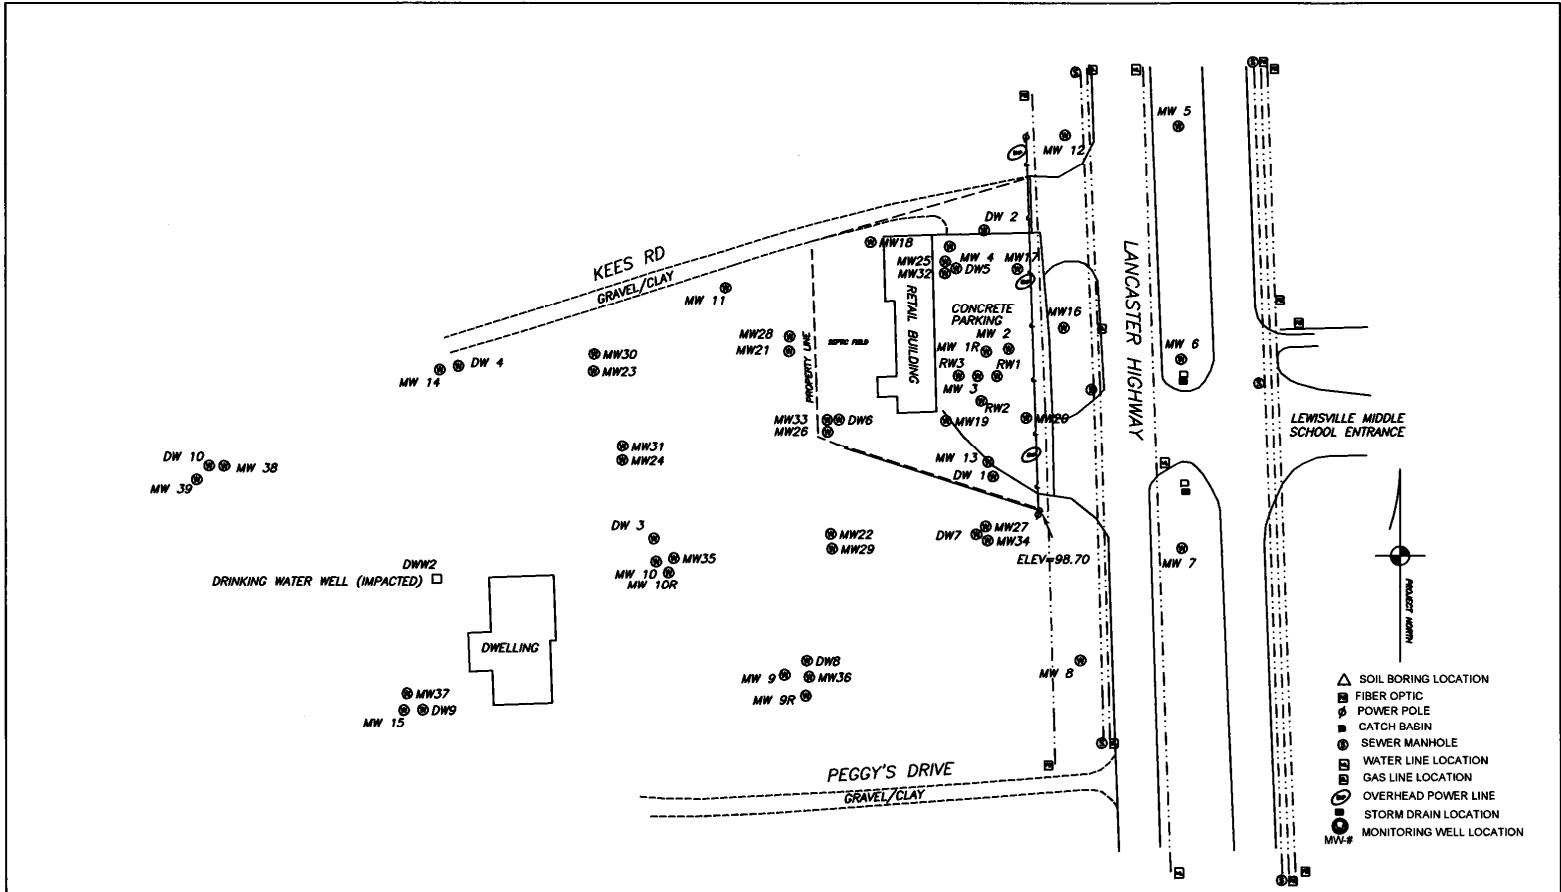 MW 5
MW 12
DW 2
KEES RD
GRAVEL/CLAY
MW18
MW 4
MW25
DW5
MW17
MW32
MW 11
RETAIL BUILDING
CONCRETE
PARKING
MW16
LANCASTER HIGHWAY
MW28
MW21
PROPERTY LINE
SEPTIC FIELD
MW 2
MW 1R
MW 6
MW30
MW23
DW 4
MW 14
RW3
RW1
MW 3
RW2
MW33
DW6
MW26
MW19
MW20
LEWISVILLE MIDDLE
SCHOOL ENTRANCE
MW31
MW24
DW 10
MW 38
MW 39
MW 13
DW 1
DW 3
MW22
MW29
DW7
MW27
MW34
ELEV=98.70
MW 7
MW35
MW 10
MW 10R
DWW2
DRINKING WATER WELL (IMPACTED)
DWELLING
PROJECT NORTH
DW8
MW 9
MW36
MW 9R
MW 8
MW37
MW 15
DW9
PEGGY'S DRIVE
GRAVEL/CLAY
SOIL BORING LOCATION
FIBER OPTIC
POWER POLE
CATCH BASIN
SEWER MANHOLE
WATER LINE LOCATION
GAS LINE LOCATION
OVERHEAD POWER LINE
STORM DRAIN LOCATION
MONITORING WELL LOCATION
MW-#